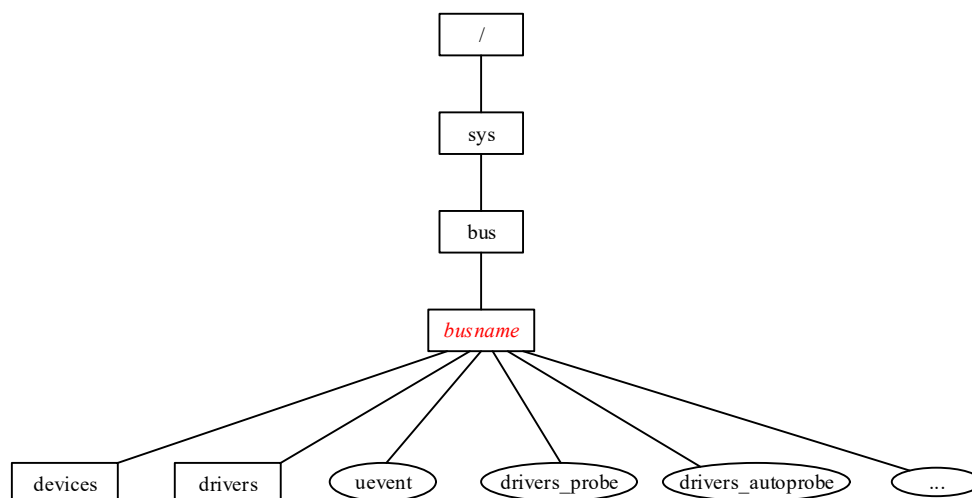 /
sys
bus
busname
devices
drivers
uevent
drivers_probe
drivers_autoprobe
...